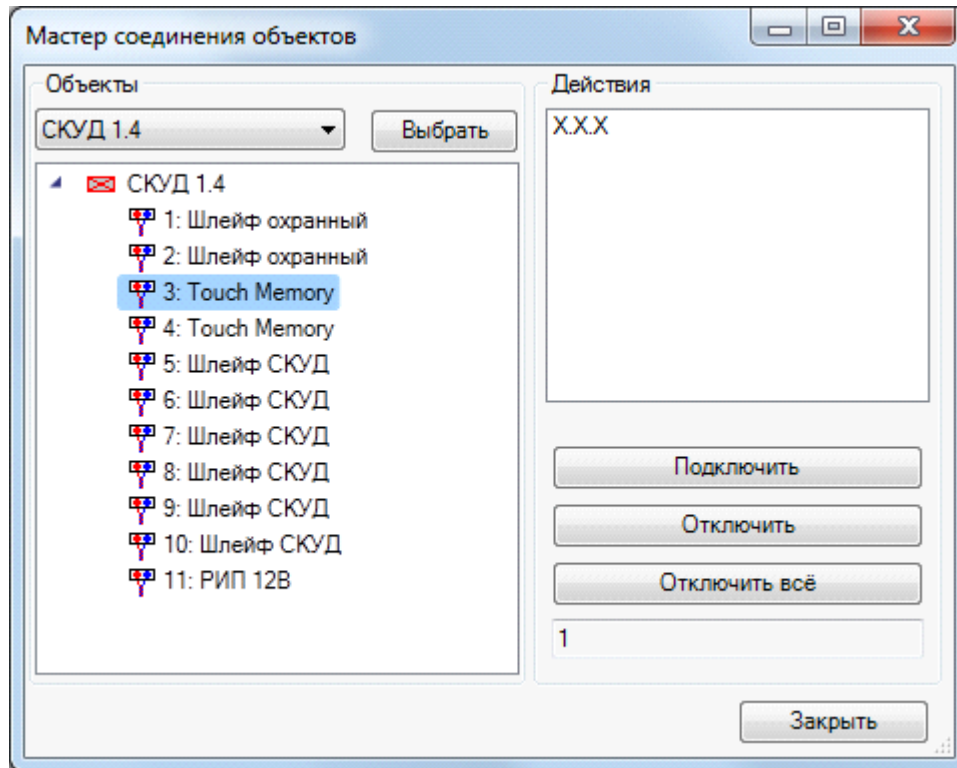 Мастер соединения объектов
Объекты
СКУД 1.4
Выбрать
СКУД 1.4
1: Шлейф охранный
2: Шлейф охранный
3: Touch Memory
4: Touch Memory
5: Шлейф СКУД
6: Шлейф СКУД
7: Шлейф СКУД
8: Шлейф СКУД
9: Шлейф СКУД
10: Шлейф СКУД
11: РИП 12В
Действия
X.X.X
Подключить
Отключить
Отключить всё
1
Закрыть